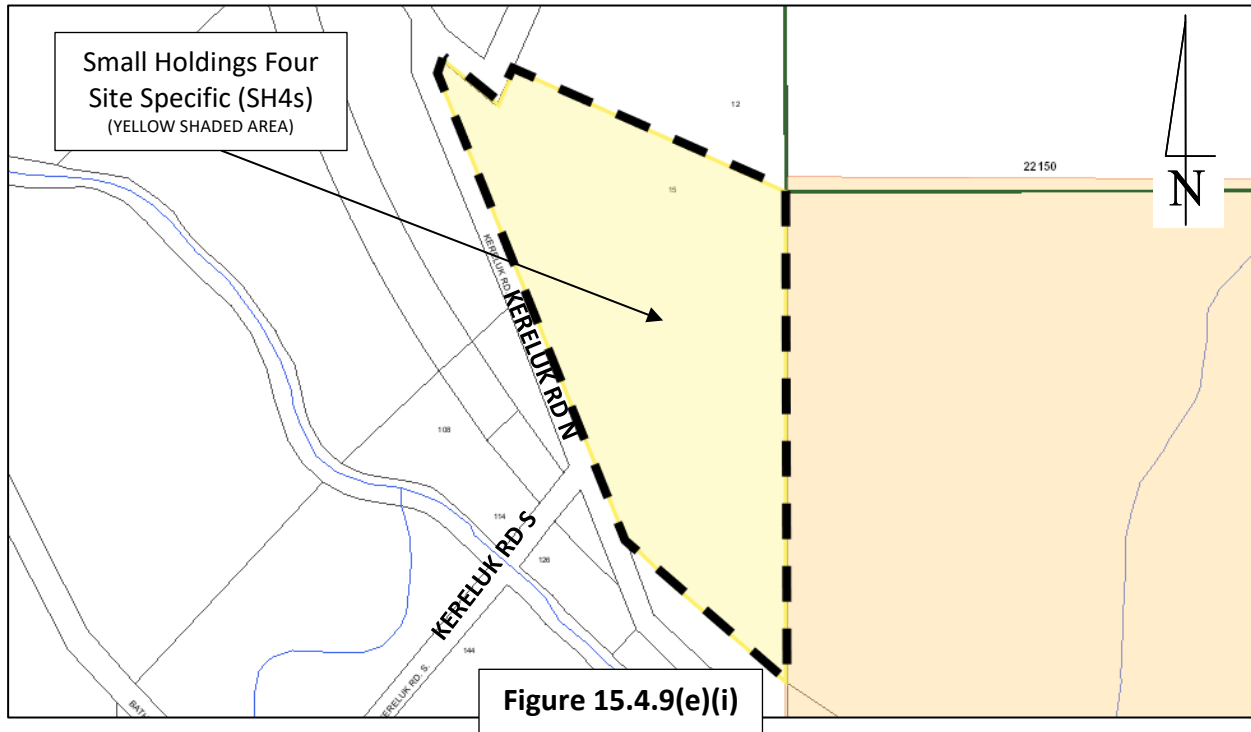 Small Holdings Four
Site Specific (SH4s)
(YELLOW SHADED AREA)
12
22150
N
15
KERELUK RD
KERELUK RD N
108
114
126
KERELUK RD S
144
KERELUK RD. S.
BATH
Figure 15.4.9(e)(i)